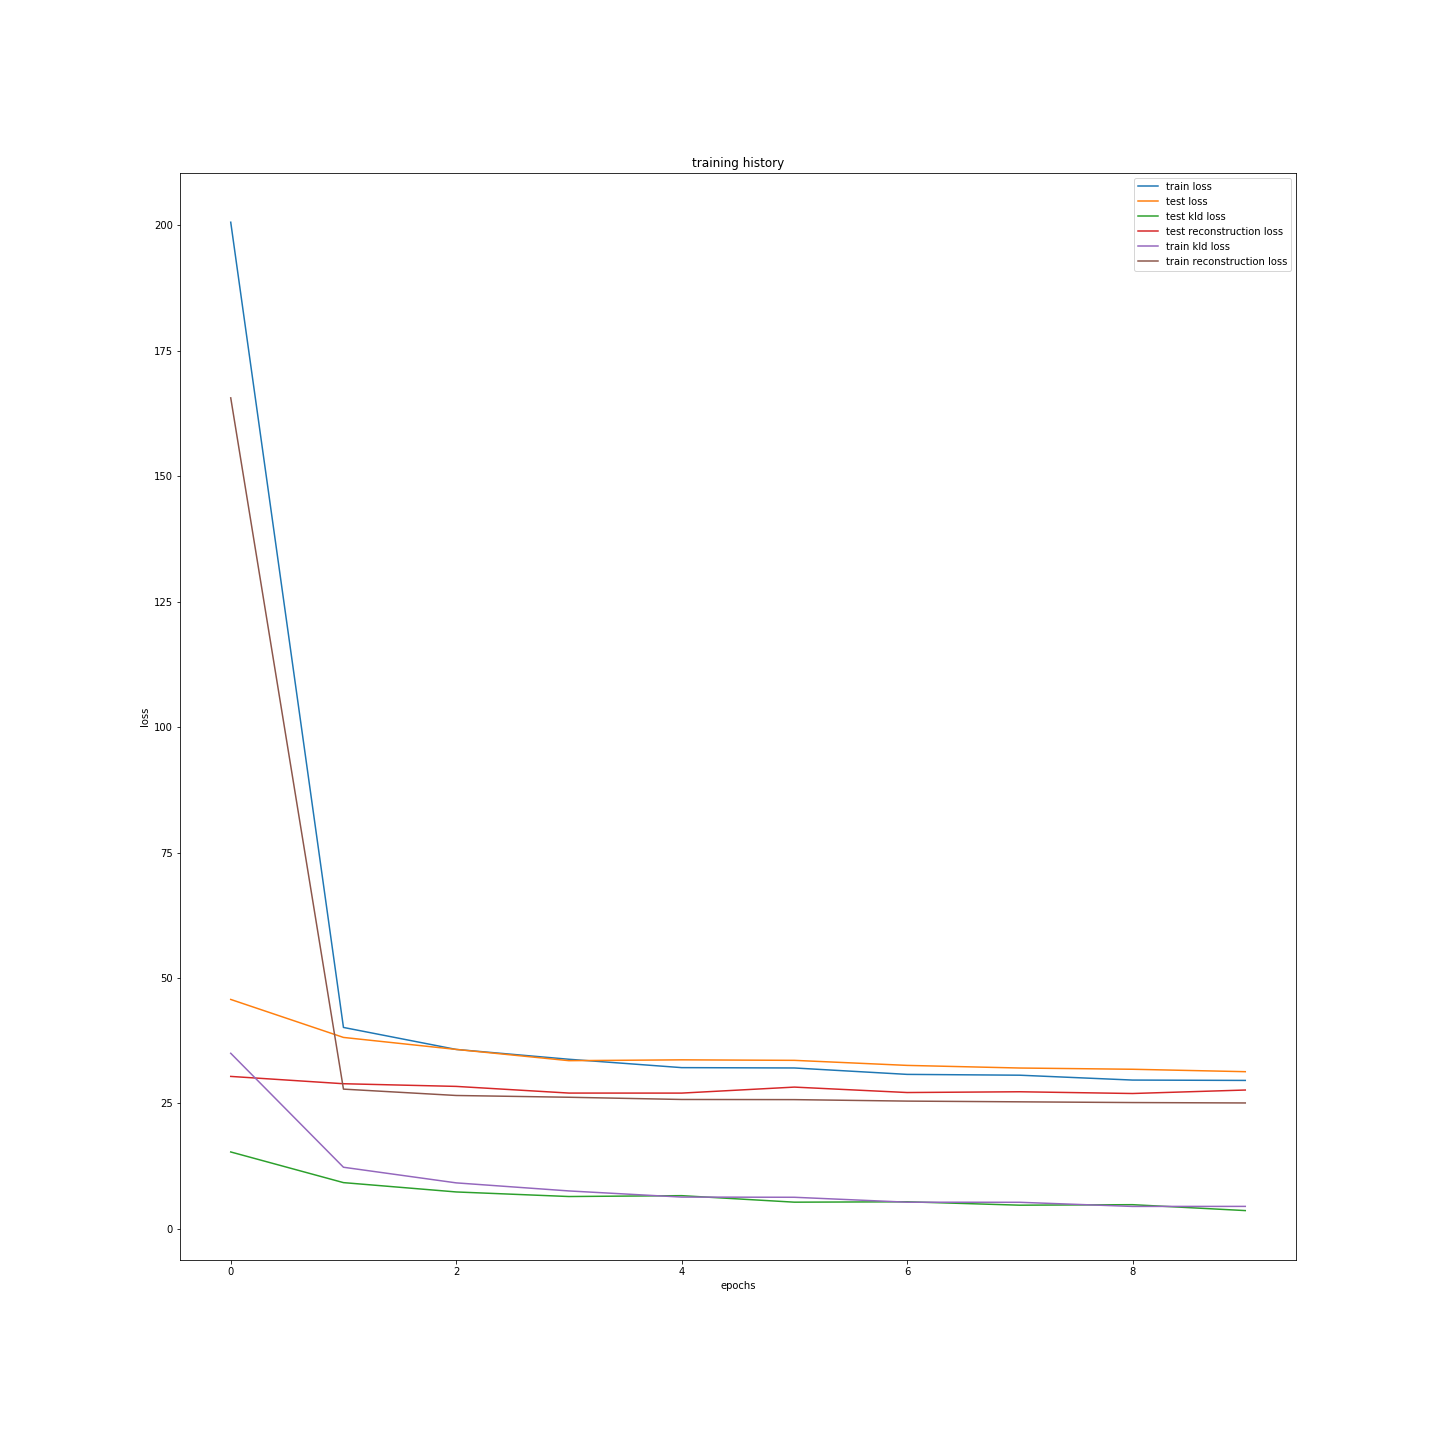 training history
train loss
test loss
test kld loss
test reconstruction loss
train kld loss
train reconstruction loss
200
175
150
125
100
75
50
25
0
loss
0 2 4 6 8
epochs